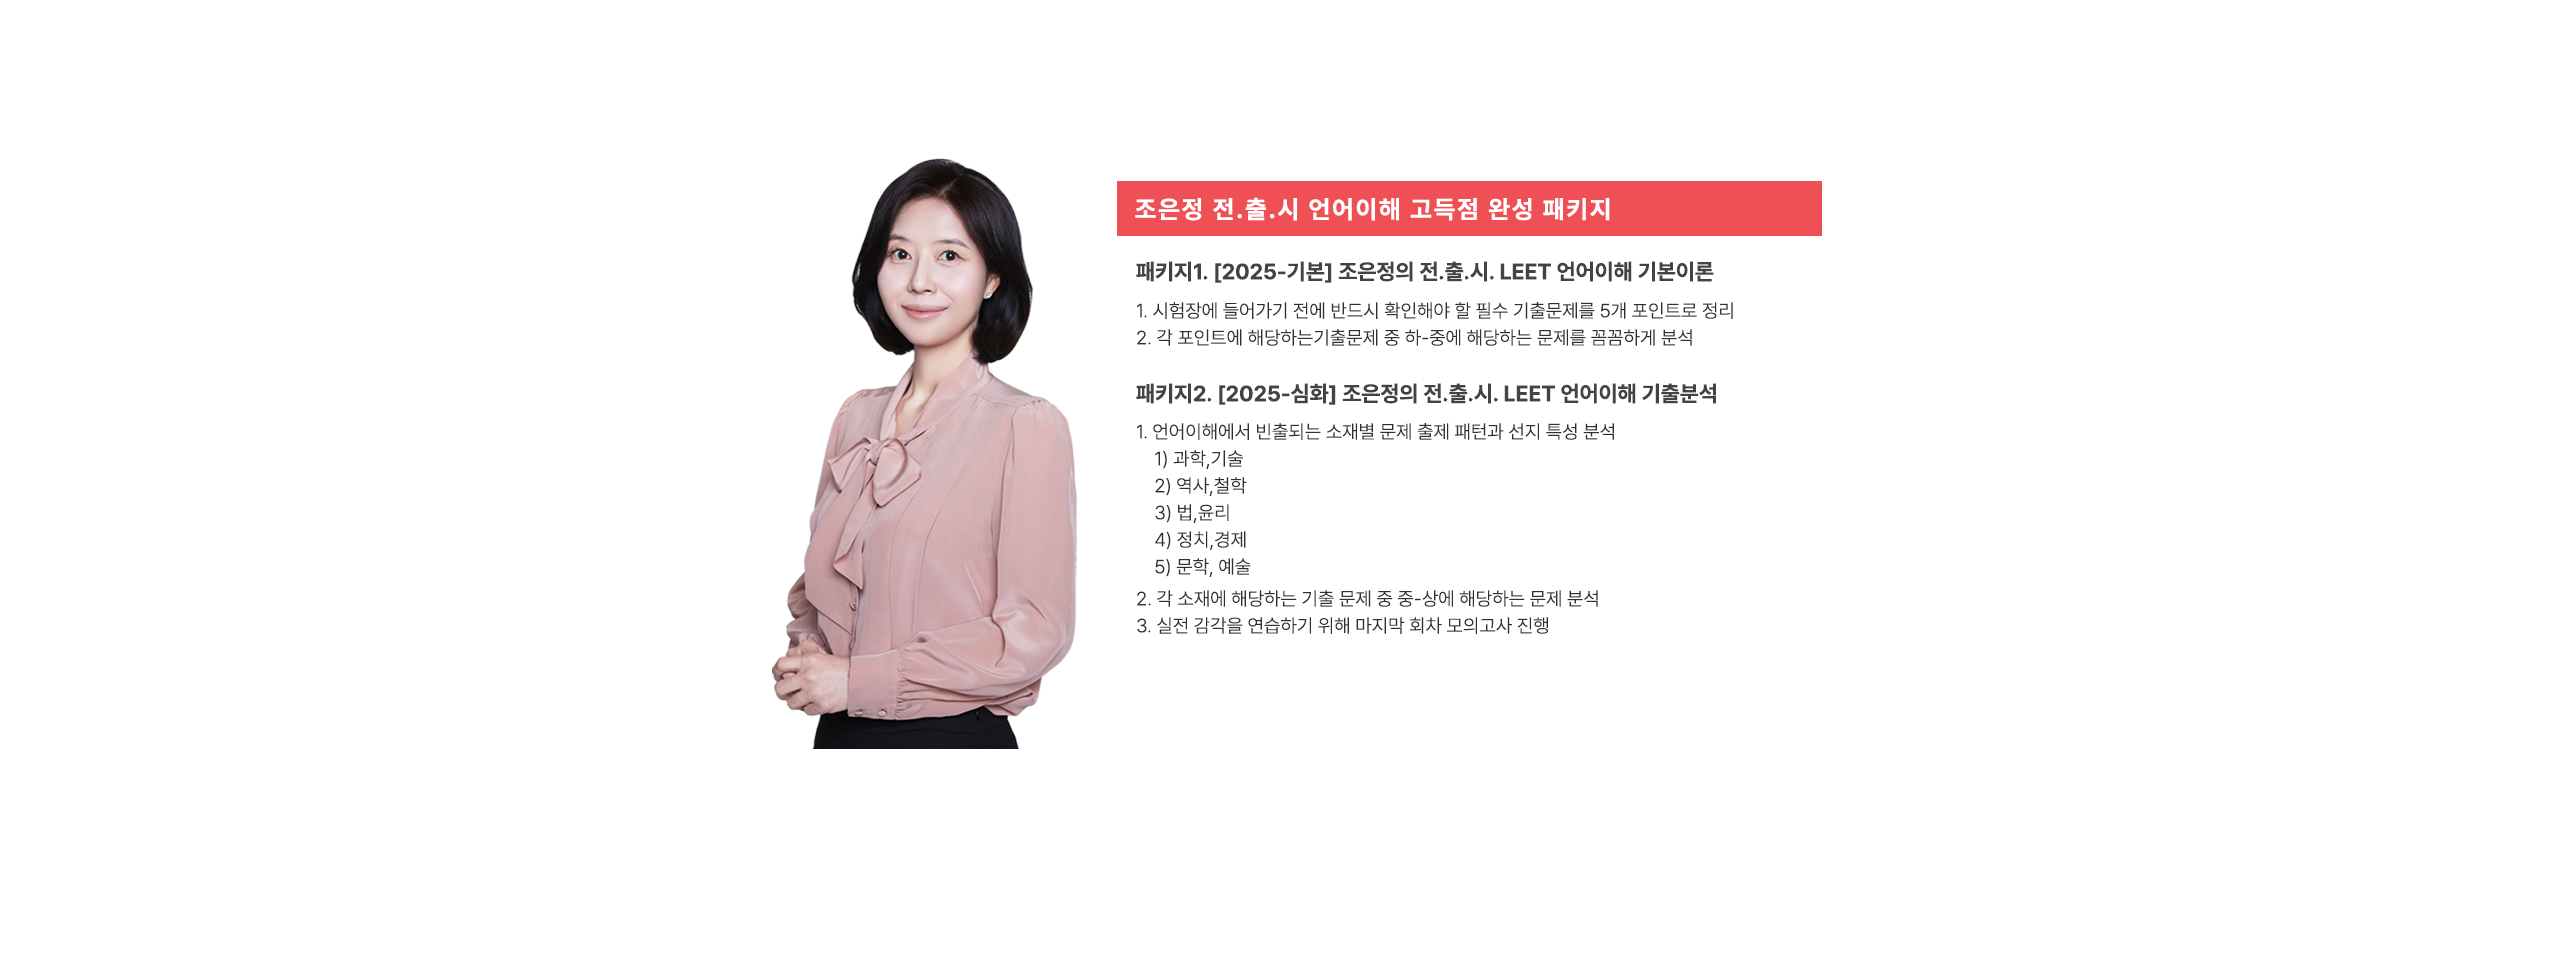 조은정 전.출.시 언어이해 고득점 완성 패키지
패키지1. [2025-기본] 조은정의 전.출.시. LEET 언어이해 기본이론
1. 시험장에 들어가기 전에 반드시 확인해야 할 필수 기출문제를 5개 포인트로 정리
2. 각 포인트에 해당하는기출문제 중 하-중에 해당하는 문제를 꼼꼼하게 분석
패키지2. [2025-심화] 조은정의 전.출.시. LEET 언어이해 기출분석
1. 언어이해에서 빈출되는 소재별 문제 출제 패턴과 선지 특성 분석
1) 과학,기술
2) 역사,철학
3) 법,윤리
4) 정치,경제
5) 문학, 예술
2. 각 소재에 해당하는 기출 문제 중 중-상에 해당하는 문제 분석
3. 실전 감각을 연습하기 위해 마지막 회차 모의고사 진행